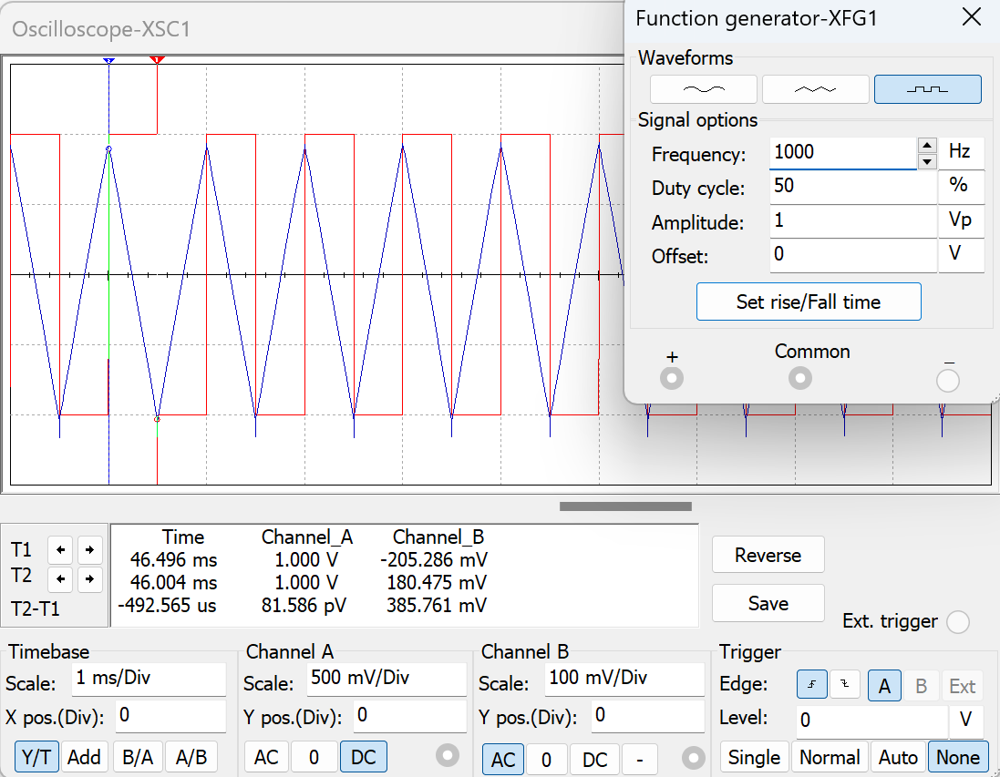 Oscilloscope-XSC1
Function generator-XFG1
Waveforms
Signal options
Frequency: 1000 Hz
Duty cycle: 50 %
Amplitude: 1 Vp
Offset: 0 V
Set rise/Fall time
+ Common −
T1
T2
T2-T1
Time Channel_A Channel_B
46.496 ms 1.000 V -205.286 mV
46.004 ms 1.000 V 180.475 mV
-492.565 us 81.586 pV 385.761 mV
Reverse
Save
Ext. trigger
Timebase
Scale: 1 ms/Div
X pos.(Div): 0
Y/T Add B/A A/B
Channel A
Scale: 500 mV/Div
Y pos.(Div): 0
AC 0 DC
Channel B
Scale: 100 mV/Div
Y pos.(Div): 0
AC 0 DC -
Trigger
Edge: A B Ext
Level: 0 V
Single Normal Auto None